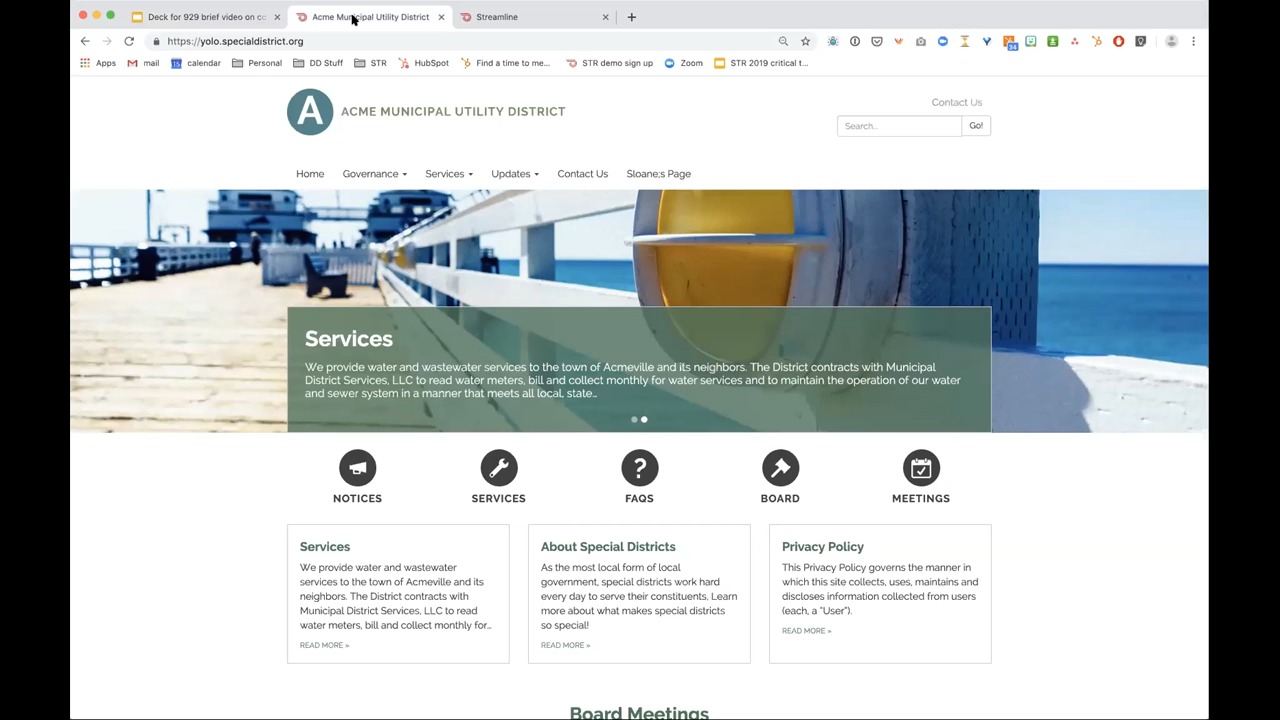 Deck for 929 brief video on cc
Acme Municipal Utility District
Streamline
https://yolo.specialdistrict.org
34
Apps
mail
15
calendar
Personal
DD Stuff
STR
HubSpot
Find a time to me...
STR demo sign up
Zoom
STR 2019 critical t...
A
ACME MUNICIPAL UTILITY DISTRICT
Contact Us
Search...
Go!
Home
Governance
Services
Updates
Contact Us
Sloane;s Page
Services
We provide water and wastewater services to the town of Acmeville and its neighbors. The District contracts with Municipal
District Services, LLC to read water meters, bill and collect monthly for water services and to maintain the operation of our water
and sewer system in a manner that meets all local, state...
?
NOTICES
SERVICES
FAQS
BOARD
MEETINGS
Services
We provide water and wastewater
services to the town of Acmeville and its
neighbors. The District contracts with
Municipal District Services, LLC to read
water meters, bill and collect monthly for...
READ MORE »
About Special Districts
As the most local form of local
government, special districts work hard
every day to serve their constituents. Learn
more about what makes special districts
so special!
READ MORE »
Privacy Policy
This Privacy Policy governs the manner in
which this site collects, uses, maintains and
discloses information collected from users
(each, a “User”).
READ MORE »
Board Meetings